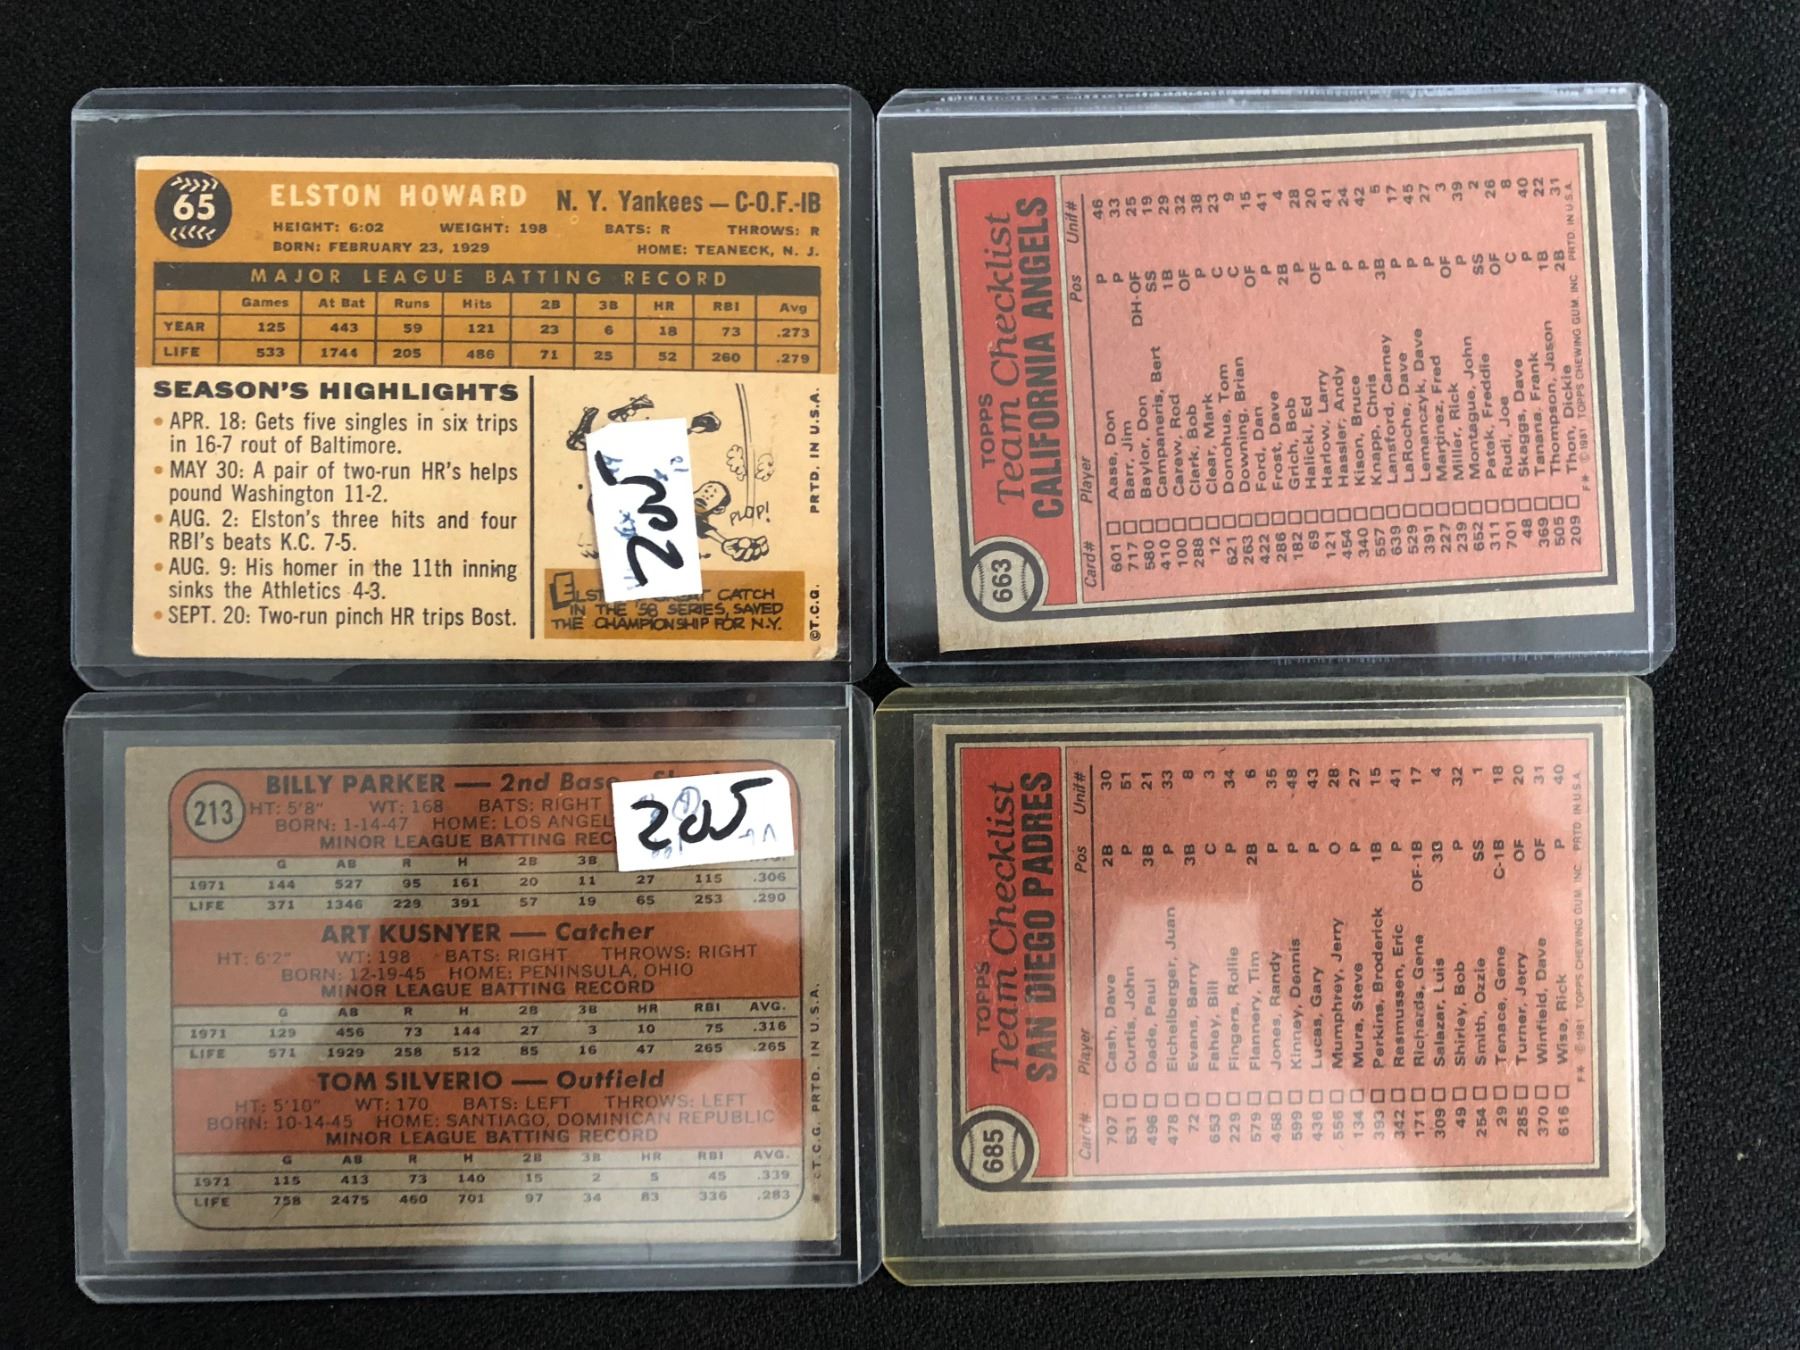 65
ELSTON HOWARD N. Y. Yankees — C-O.F.-IB
HEIGHT: 6:02 WEIGHT: 198 BATS: R THROWS: R
BORN: FEBRUARY 23, 1929 HOME: TEANECK, N. J.
MAJOR LEAGUE BATTING RECORD
Games At Bat Runs Hits 2B 3B HR RBI Avg
YEAR 125 443 59 121 23 6 18 73 .273
LIFE 533 1744 205 486 71 25 52 260 .279
SEASON'S HIGHLIGHTS
• APR. 18: Gets five singles in six trips
in 16-7 rout of Baltimore.
• MAY 30: A pair of two-run HR's helps
pound Washington 11-2.
• AUG. 2: Elston's three hits and four
RBI's beats K.C. 7-5.
• AUG. 9: His homer in the 11th inning
sinks the Athletics 4-3.
• SEPT. 20: Two-run pinch HR trips Bost.
205
PLOP!
CATCH
IN THE '58 SERIES, SAVED
THE CHAMPIONSHIP FOR N.Y.
©T.C.G. PRTD. IN U.S.A.
663
TOPPS
Team Checklist
CALIFORNIA ANGELS
Card# Player Pos Unif#
601 Aase, Don P 46
717 Barr, Jim P 33
580 Baylor, Don DH-OF 25
410 Campaneris, Bert SS 19
100 Carew, Rod 1B 29
288 Clark, Bob OF 32
12 Clear, Mark P 38
621 Donohue, Tom C 23
263 Downing, Brian C 9
422 Ford, Dan OF 15
286 Frost, Dave P 41
182 Grich, Bob 2B 4
69 Halicki, Ed P 28
121 Harlow, Larry OF 20
454 Hassler, Andy P 41
340 Kison, Bruce P 24
557 Knapp, Chris P 42
639 Lansford, Carney 3B 5
529 LaRoche, Dave P 17
391 Lemanczyk, Dave P 45
227 Martinez, Fred P 27
239 Miller, Rick OF 3
652 Montague, John P 39
311 Patek, Freddie SS 2
701 Rudi, Joe OF 26
48 Skaggs, Dave C 8
369 Tanana, Frank P 40
505 Thompson, Jason 1B 22
209 Thon, Dickie 2B 31
F* © 1981 TOPPS CHEWING GUM, INC PRTD. IN U.S.A.
213
BILLY PARKER — 2nd Base
HT: 5'8" WT: 168 BATS: RIGHT
BORN: 1-14-47 HOME: LOS ANGEL
MINOR LEAGUE BATTING REC
205
G AB R H 2B 3B
1971 144 527 95 161 20 11 27 115 .306
LIFE 371 1346 229 391 57 19 65 253 .290
ART KUSNYER — Catcher
HT: 6'2" WT: 198 BATS: RIGHT THROWS: RIGHT
BORN: 12-19-45 HOME: PENINSULA, OHIO
MINOR LEAGUE BATTING RECORD
G AB R H 2B 3B HR RBI AVG.
1971 129 456 73 144 27 3 10 75 .316
LIFE 571 1929 258 512 85 16 47 265 .265
TOM SILVERIO — Outfield
HT: 5'10" WT: 170 BATS: LEFT THROWS: LEFT
BORN: 10-14-45 HOME: SANTIAGO, DOMINICAN REPUBLIC
MINOR LEAGUE BATTING RECORD
G AB R H 2B 3B HR RBI AVG.
1971 115 413 73 140 15 2 5 45 .339
LIFE 758 2475 460 701 97 34 83 336 .283
* ©T.C.G. PRTD. IN U.S.A.
685
TOPPS
Team Checklist
SAN DIEGO PADRES
Card# Player Pos Unif#
707 Cash, Dave 2B 30
531 Curtis, John P 51
496 Dade, Paul 3B 21
478 Eichelberger, Juan P 33
72 Evans, Barry 3B 8
653 Fahey, Bill C 3
229 Fingers, Rollie P 34
579 Flannery, Tim 2B 6
458 Jones, Randy P 35
599 Kinney, Dennis P 48
436 Lucas, Gary P 43
556 Mumphrey, Jerry O 28
134 Mura, Steve P 27
393 Perkins, Broderick 1B 15
342 Rasmussen, Eric P 41
171 Richards, Gene OF-1B 17
309 Salazar, Luis 3B 4
49 Shirley, Bob P 32
254 Smith, Ozzie SS 1
29 Tenace, Gene C-1B 18
285 Turner, Jerry OF 20
370 Winfield, Dave OF 31
616 Wise, Rick P 40
F* © 1981 TOPPS CHEWING GUM, INC. PRTD. IN U.S.A.